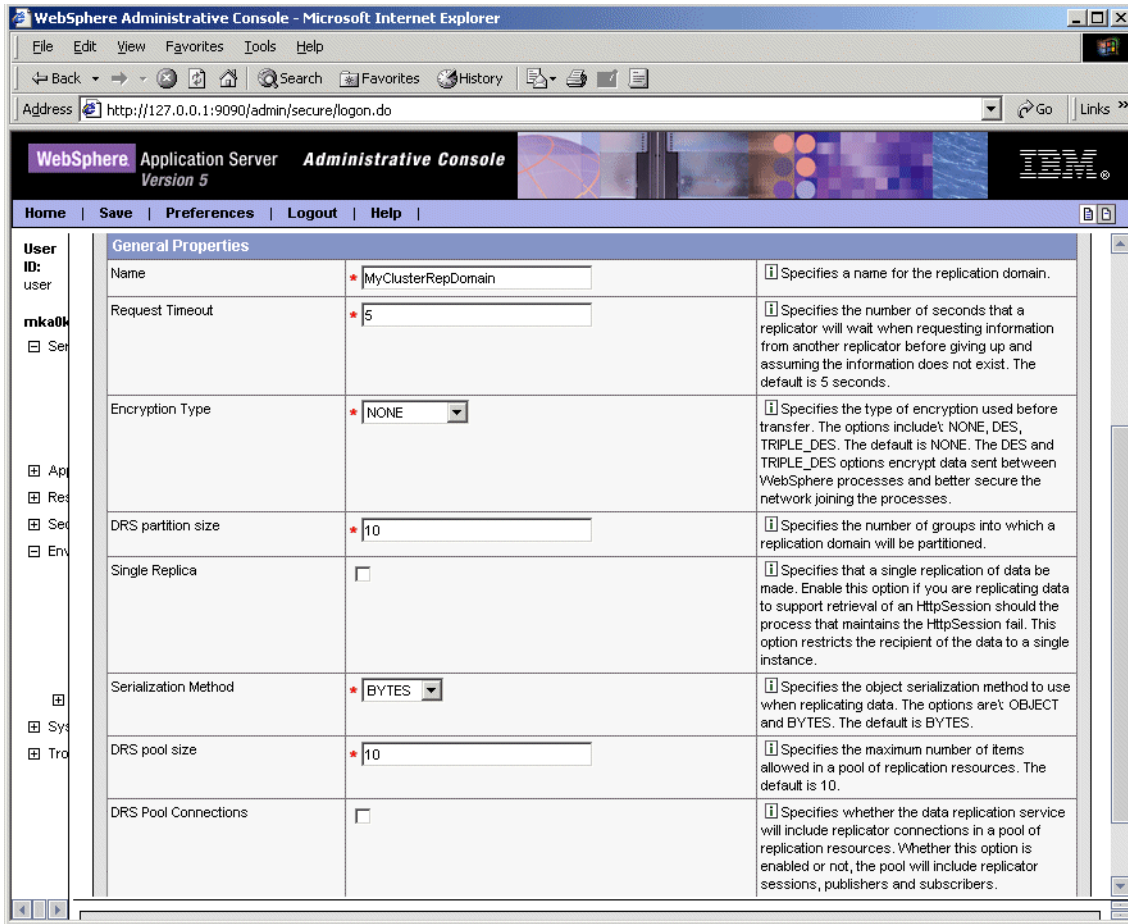 WebSphere Administrative Console - Microsoft Internet Explorer
File Edit View Favorites Tools Help
Back Search Favorites History
Address http://127.0.0.1:9090/admin/secure/logon.do Go Links »
WebSphere Application Server Administrative Console
Version 5
IBM®
Home | Save | Preferences | Logout | Help |
User
ID:
user
mka0k
Ser
App
Res
Sec
Env
Sys
Tro
General Properties
Name
* MyClusterRepDomain
i Specifies a name for the replication domain.
Request Timeout
* 5
i Specifies the number of seconds that a
replicator will wait when requesting information
from another replicator before giving up and
assuming the information does not exist. The
default is 5 seconds.
Encryption Type
* NONE
i Specifies the type of encryption used before
transfer. The options include\: NONE, DES,
TRIPLE_DES. The default is NONE. The DES and
TRIPLE_DES options encrypt data sent between
WebSphere processes and better secure the
network joining the processes.
DRS partition size
* 10
i Specifies the number of groups into which a
replication domain will be partitioned.
Single Replica
i Specifies that a single replication of data be
made. Enable this option if you are replicating data
to support retrieval of an HttpSession should the
process that maintains the HttpSession fail. This
option restricts the recipient of the data to a single
instance.
Serialization Method
* BYTES
i Specifies the object serialization method to use
when replicating data. The options are\: OBJECT
and BYTES. The default is BYTES.
DRS pool size
* 10
i Specifies the maximum number of items
allowed in a pool of replication resources. The
default is 10.
DRS Pool Connections
i Specifies whether the data replication service
will include replicator connections in a pool of
replication resources. Whether this option is
enabled or not, the pool will include replicator
sessions, publishers and subscribers.